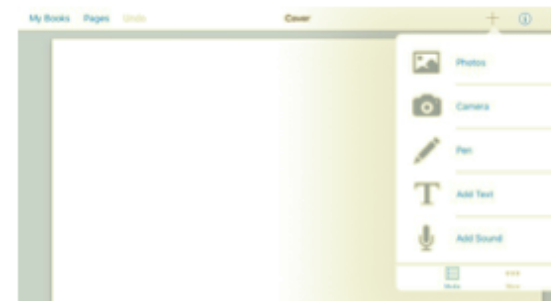 My Books Pages Undo Cover
Photos
Camera
Pen
Add Text
Add Sound